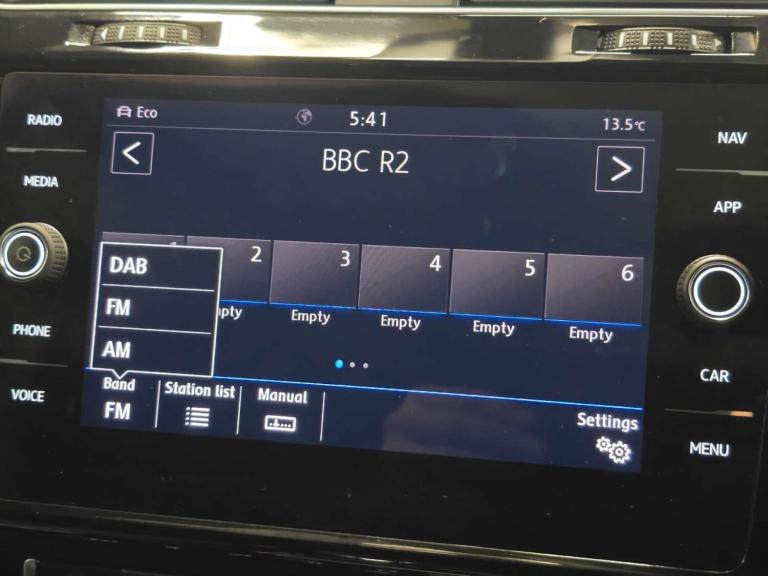 RADIO
MEDIA
PHONE
VOICE
Eco
5:41
13.5°C
<
BBC R2
>
2
3
4
5
6
Empty
Empty
Empty
Empty
DAB
FM
AM
Band
FM
Station list
Manual
Settings
NAV
APP
CAR
MENU